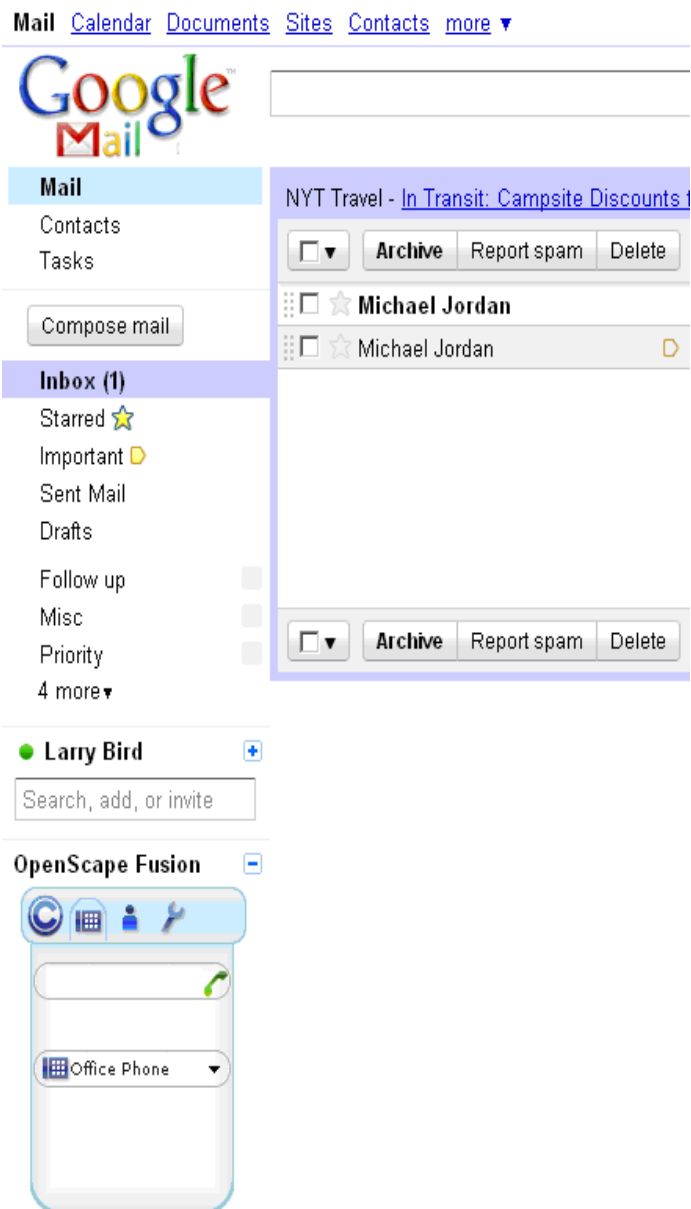 Mail Calendar Documents Sites Contacts more ▼
Google™
Mail
Mail
Contacts
Tasks
Compose mail
Inbox (1)
Starred
Important
Sent Mail
Drafts
Follow up
Misc
Priority
4 more▾
NYT Travel - In Transit: Campsite Discounts
Archive Report spam Delete
Michael Jordan
Michael Jordan
Archive Report spam Delete
Larry Bird
Search, add, or invite
OpenScape Fusion
Office Phone